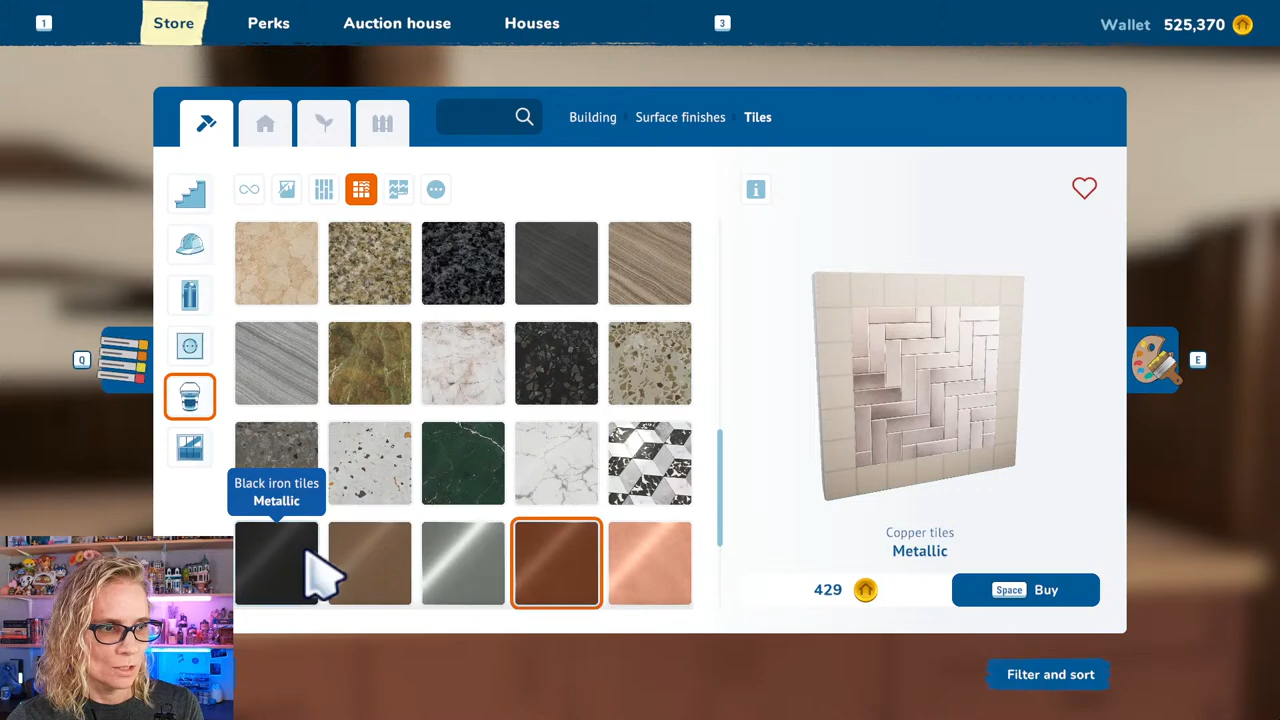 1
Store
Perks
Auction house
Houses
3
Wallet 525,370
Building
Surface finishes
Tiles
Q
E
Black iron tiles
Metallic
Copper tiles
Metallic
429
Space Buy
Filter and sort